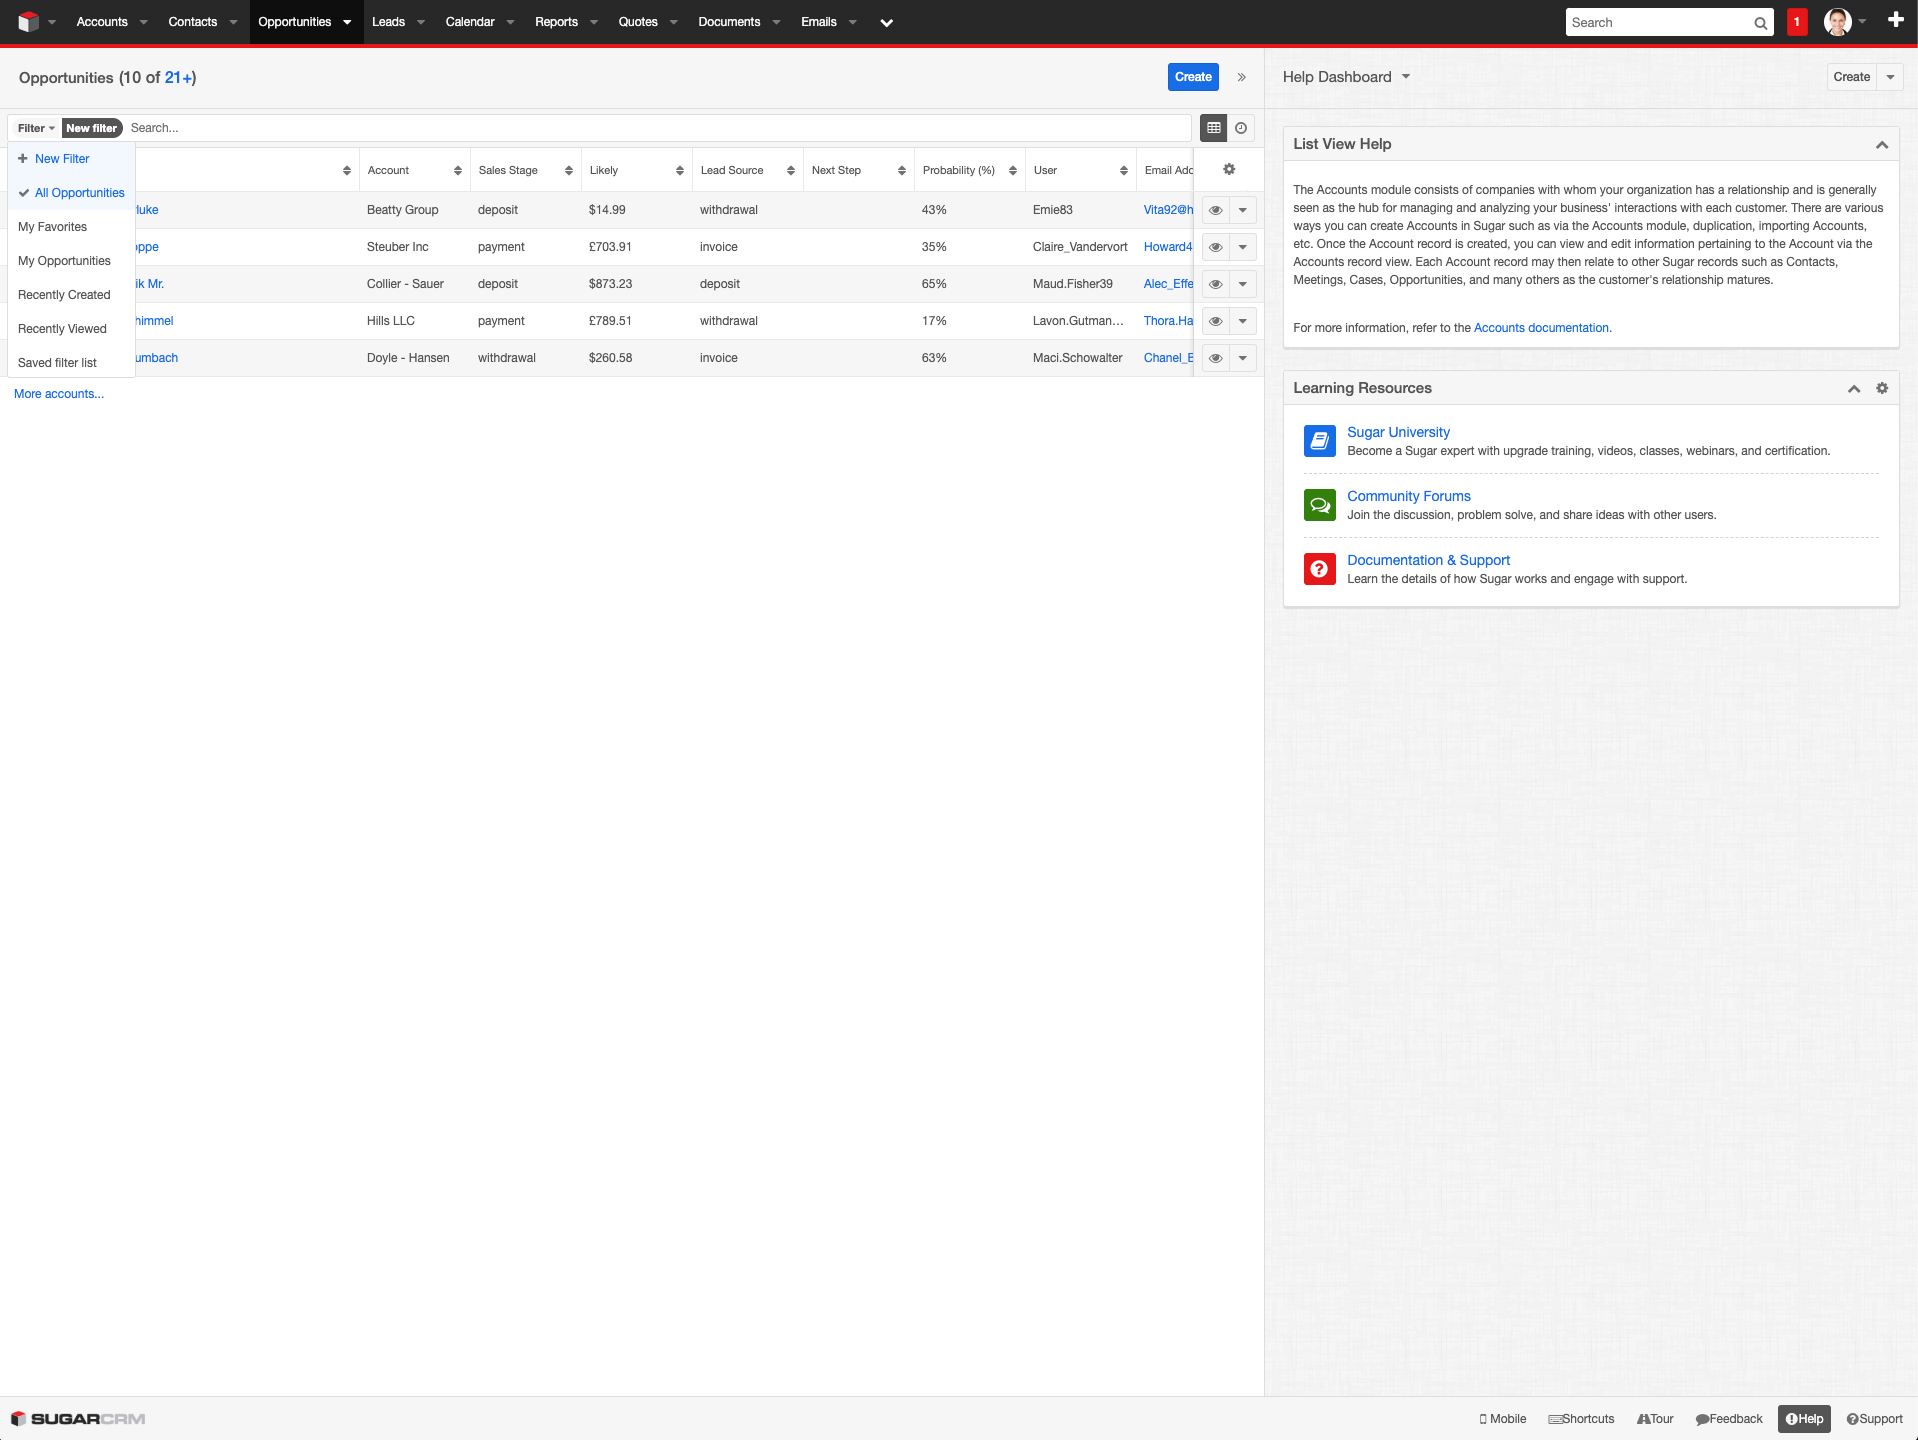 Accounts Contacts Opportunities Leads Calendar Reports Quotes Documents Emails Search 1
Opportunities (10 of 21+) Create
Filter New filter Search...
New Filter
All Opportunities
My Favorites
My Opportunities
Recently Created
Recently Viewed
Saved filter list
Account Sales Stage Likely Lead Source Next Step Probability (%) User Email Add
Beatty Group deposit $14.99 withdrawal 43% Emie83 Vita92@h
oppe Steuber Inc payment £703.91 invoice 35% Claire_Vandervort Howard4
ik Mr. Collier - Sauer deposit $873.23 deposit 65% Maud.Fisher39 Alec_Effe
himmel Hills LLC payment £789.51 withdrawal 17% Lavon.Gutman... Thora.Ha
umbach Doyle - Hansen withdrawal $260.58 invoice 63% Maci.Schowalter Chanel_E
More accounts...
Help Dashboard Create
List View Help
The Accounts module consists of companies with whom your organization has a relationship and is generally
seen as the hub for managing and analyzing your business' interactions with each customer. There are various
ways you can create Accounts in Sugar such as via the Accounts module, duplication, importing Accounts,
etc. Once the Account record is created, you can view and edit information pertaining to the Account via the
Accounts record view. Each Account record may then relate to other Sugar records such as Contacts,
Meetings, Cases, Opportunities, and many others as the customer's relationship matures.
For more information, refer to the Accounts documentation.
Learning Resources
Sugar University
Become a Sugar expert with upgrade training, videos, classes, webinars, and certification.
Community Forums
Join the discussion, problem solve, and share ideas with other users.
Documentation & Support
Learn the details of how Sugar works and engage with support.
SUGARCRM Mobile Shortcuts Tour Feedback Help Support